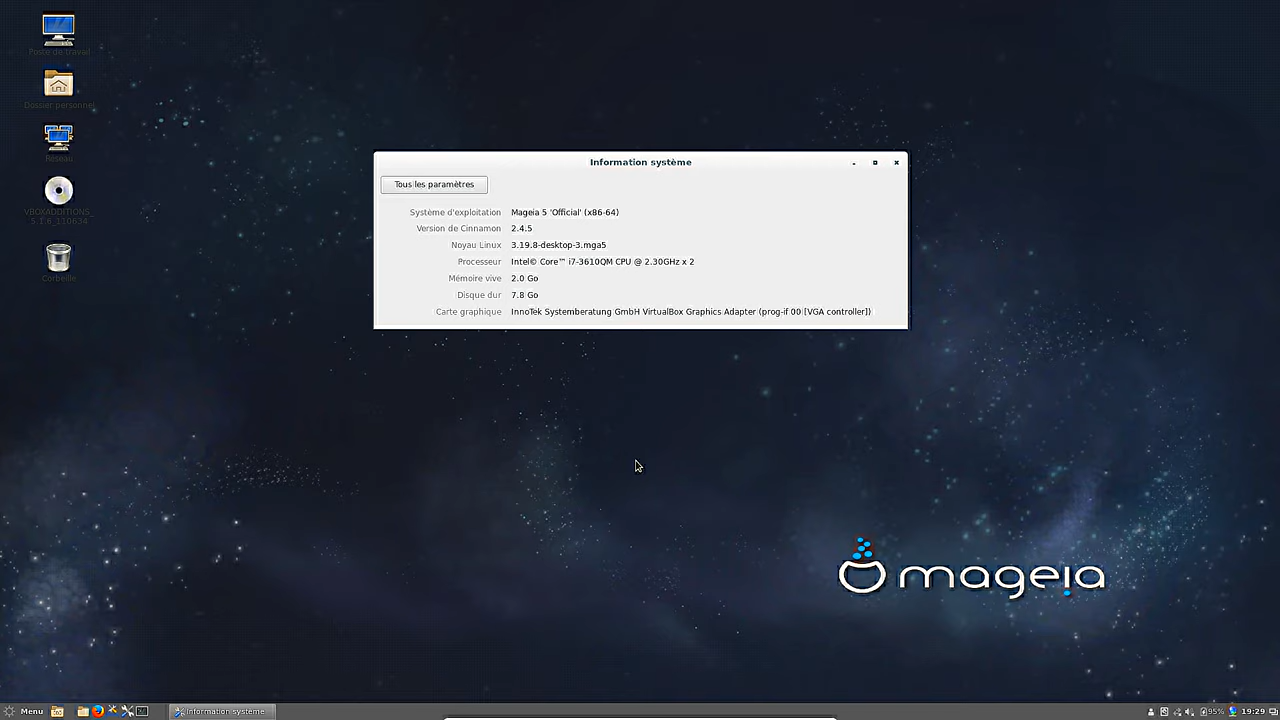 Poste de travail
Dossier personnel
Réseau
VBOXADDITIONS_
5.1.6_110634
Corbeille
Information système
Tous les paramètres
Système d'exploitation Mageia 5 'Official' (x86-64)
Version de Cinnamon 2.4.5
Noyau Linux 3.19.8-desktop-3.mga5
Processeur Intel© Core™ i7-3610QM CPU @ 2.30GHz x 2
Mémoire vive 2.0 Go
Disque dur 7.8 Go
Carte graphique InnoTek Systemberatung GmbH VirtualBox Graphics Adapter (prog-if 00 [VGA controller])
mageia
Menu
Information système
95%
19:29